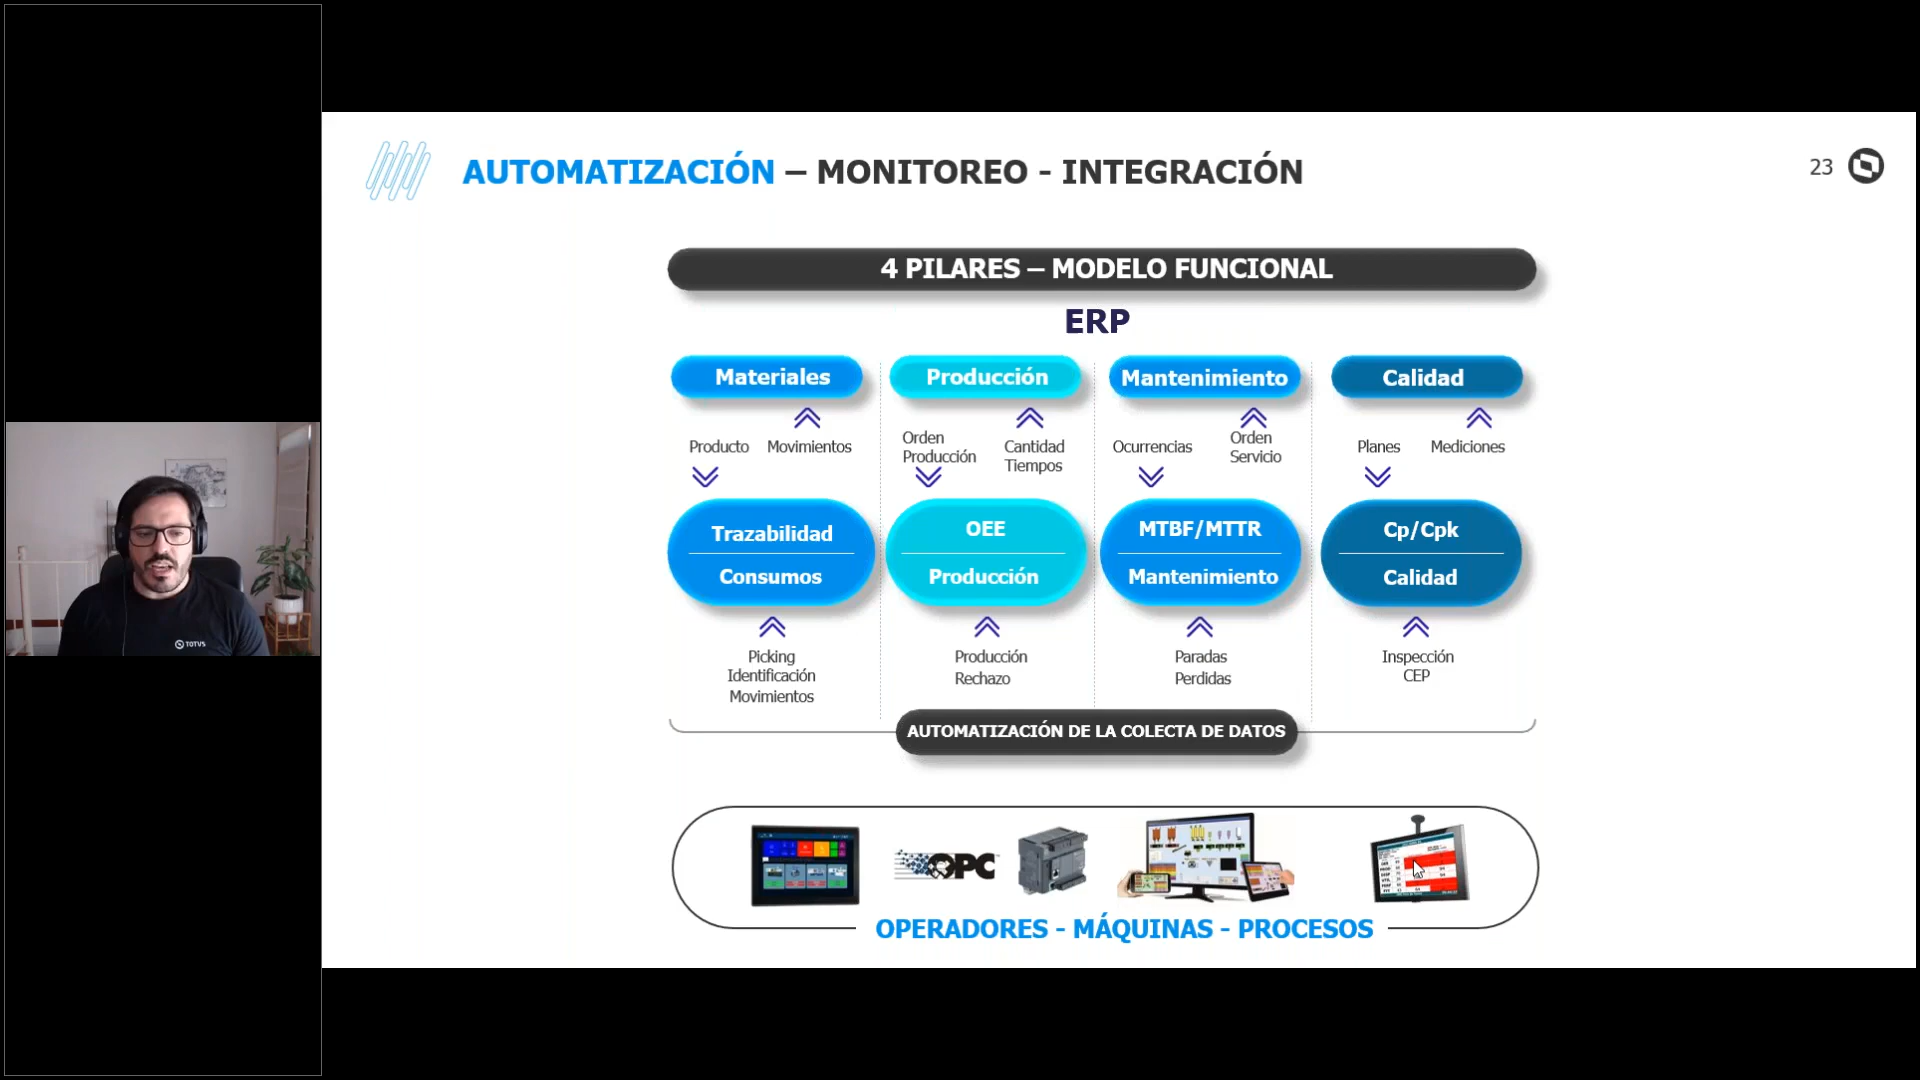 AUTOMATIZACIÓN – MONITOREO - INTEGRACIÓN
23
4 PILARES – MODELO FUNCIONAL
ERP
Materiales
Producción
Mantenimiento
Calidad
Producto
Movimientos
Orden
Producción
Cantidad
Tiempos
Ocurrencias
Orden
Servicio
Planes
Mediciones
Trazabilidad
Consumos
OEE
Producción
MTBF/MTTR
Mantenimiento
Cp/Cpk
Calidad
Picking
Identificación
Movimientos
Producción
Rechazo
Paradas
Perdidas
Inspección
CEP
AUTOMATIZACIÓN DE LA COLECTA DE DATOS
OPC
OPERADORES - MÁQUINAS - PROCESOS
TOTVS